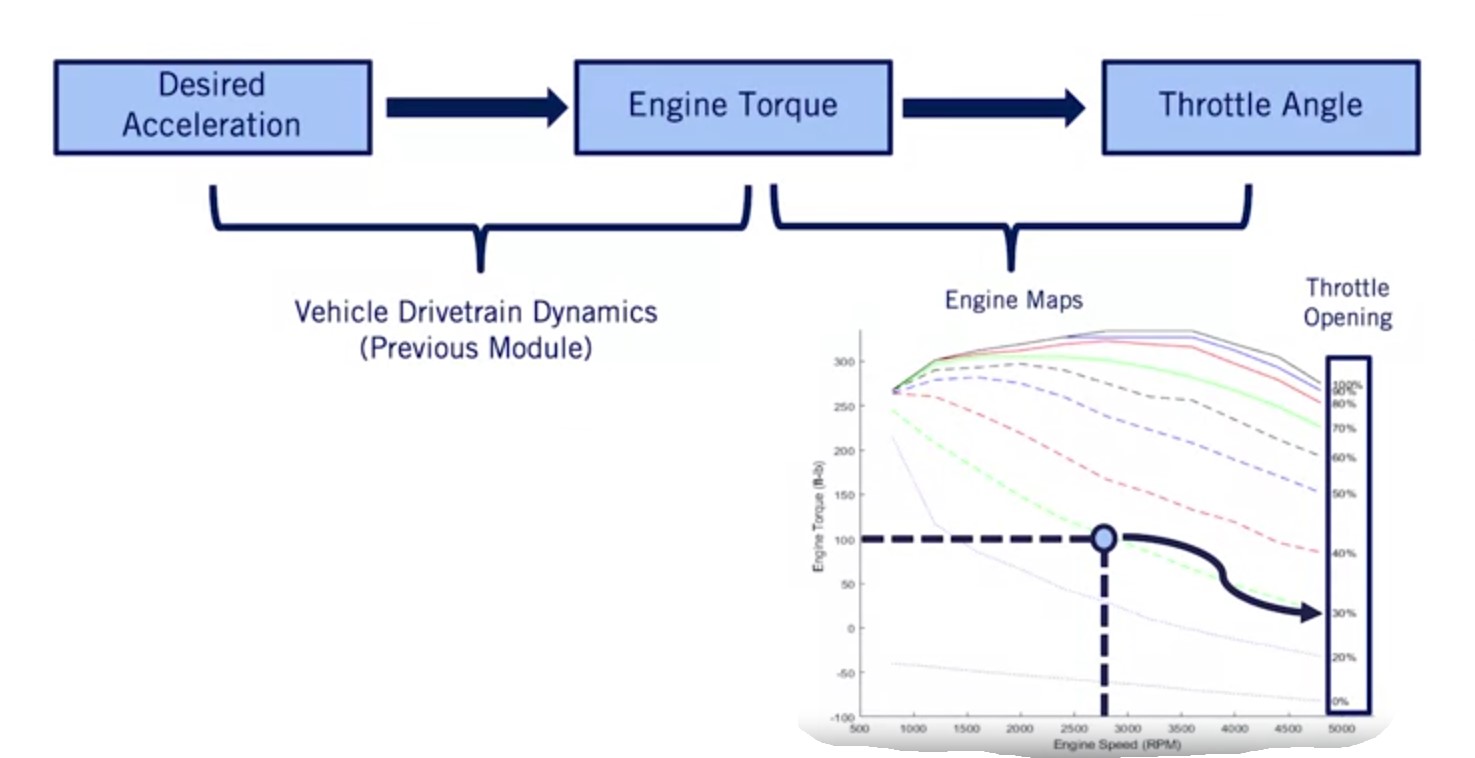 Desired
Acceleration
Engine Torque
Throttle Angle
Vehicle Drivetrain Dynamics
(Previous Module)
Engine Maps
Throttle
Opening
Engine Torque (ft-lb)
300
250
200
150
100
50
0
-50
-100
100%
90%
80%
70%
60%
50%
40%
30%
20%
0%
500 1000 1500 2000 2500 3000 3500 4000 4500 5000
Engine Speed (RPM)